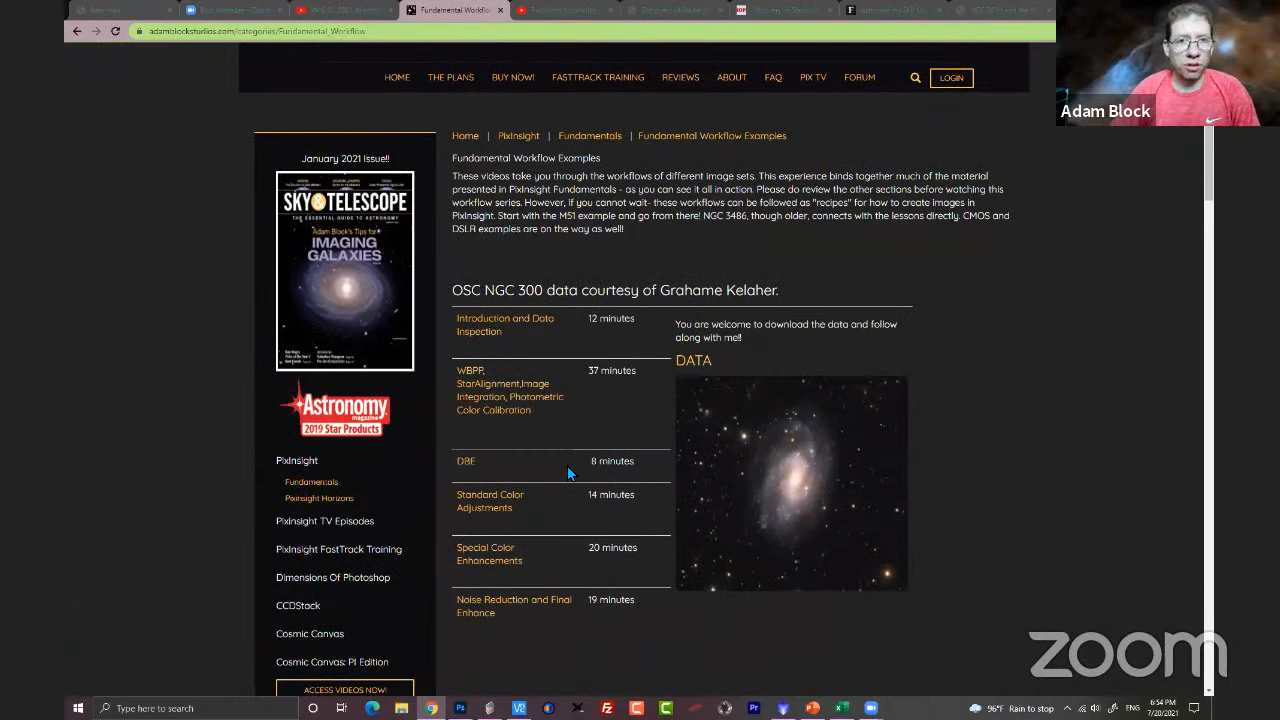 Fundamental Workflow
adamblockstudios.com/categories/Fundamental_Workflow
Adam Block
HOME THE PLANS BUY NOW! FASTTRACK TRAINING REVIEWS ABOUT FAQ PIX TV FORUM LOGIN
Home | PixInsight | Fundamentals | Fundamental Workflow Examples
January 2021 Issue!!
SKY & TELESCOPE
THE ESSENTIAL GUIDE TO ASTRONOMY
Adam Block's Tips for
IMAGING
GALAXIES
Astronomy
magazine
2019 Star Products
PixInsight
Fundamentals
Pixinsight Horizons
PixInsight TV Episodes
PixInsight FastTrack Training
Dimensions Of Photoshop
CCDStack
Cosmic Canvas
Cosmic Canvas: PI Edition
ACCESS VIDEOS NOW!
Fundamental Workflow Examples
These videos take you through the workflows of different image sets. This experience binds together much of the material
presented in PixInsight Fundamentals - as you can see it all in action. Please do review the other sections before watching this
workflow series. However, if you cannot wait- these workflows can be followed as "recipes" for how to create images in
PixInsight. Start with the M51 example and go from there! NGC 3486, though older, connects with the lessons directly. CMOS and
DSLR examples are on the way as well!
OSC NGC 300 data courtesy of Grahame Kelaher.
Introduction and Data 12 minutes
Inspection
WBPP, 37 minutes
StarAlignment,Image
Integration, Photometric
Color Calibration
DBE 8 minutes
Standard Color 14 minutes
Adjustments
Special Color 20 minutes
Enhancements
Noise Reduction and Final 19 minutes
Enhance
You are welcome to download the data and follow
along with me!!
DATA
zoom
Type here to search
96°F Rain to stop
ENG
6:54 PM
7/20/2021